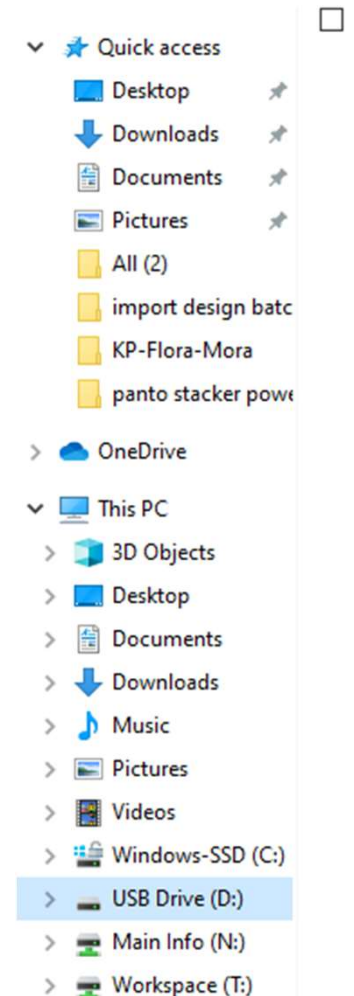 Quick access
Desktop
Downloads
Documents
Pictures
All (2)
import design batc
KP-Flora-Mora
panto stacker powe
OneDrive
This PC
3D Objects
Desktop
Documents
Downloads
Music
Pictures
Videos
Windows-SSD (C:)
USB Drive (D:)
Main Info (N:)
Workspace (T:)